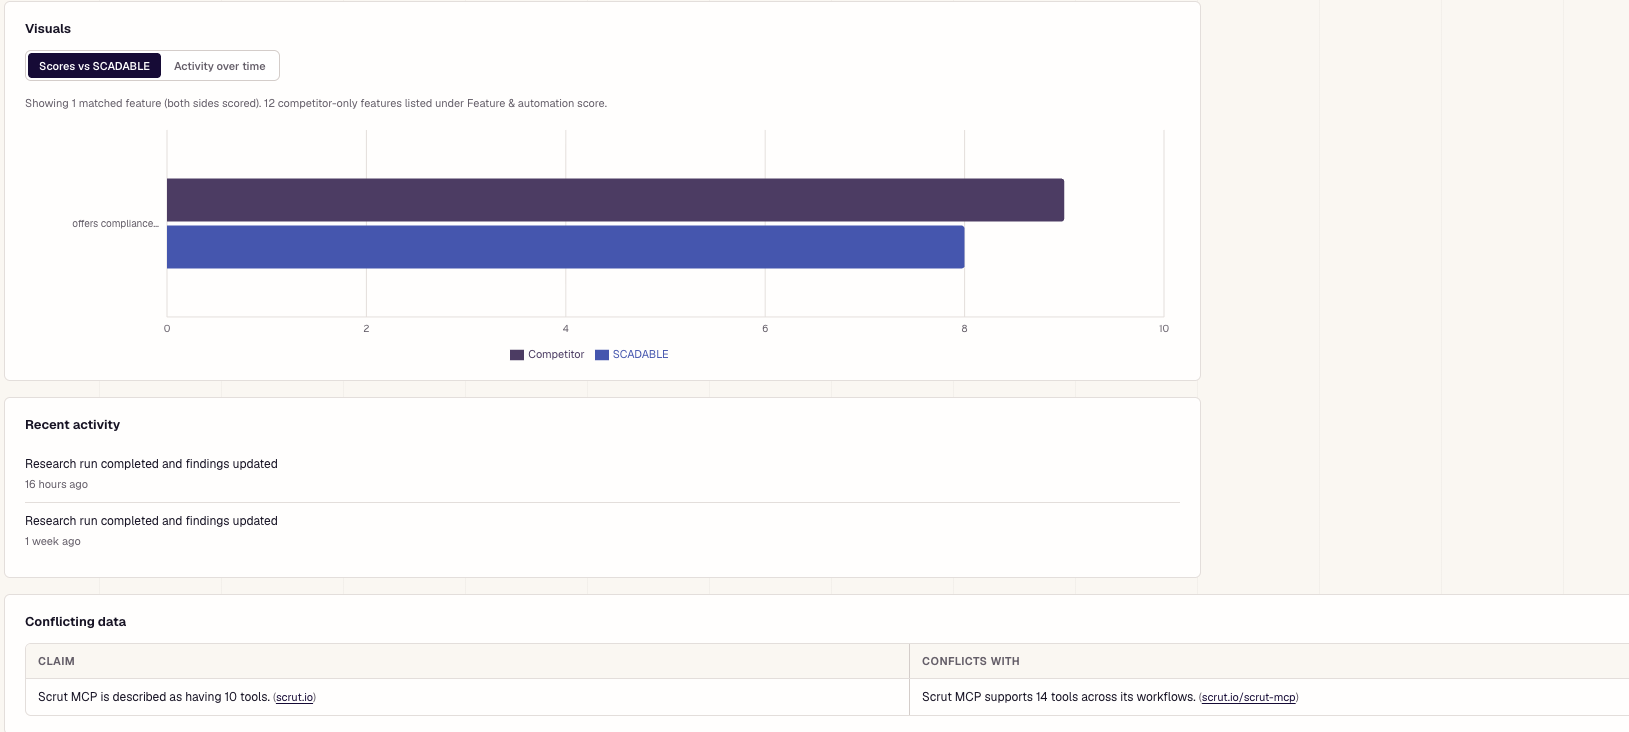 Visuals
Scores vs SCADABLE Activity over time
Showing 1 matched feature (both sides scored). 12 competitor-only features listed under Feature & automation score.
offers compliance...
0 2 4 6 8 10
Competitor SCADABLE
Recent activity
Research run completed and findings updated
16 hours ago
Research run completed and findings updated
1 week ago
Conflicting data
CLAIM CONFLICTS WITH
Scrut MCP is described as having 10 tools. (scrut.io) Scrut MCP supports 14 tools across its workflows. (scrut.io/scrut-mcp)